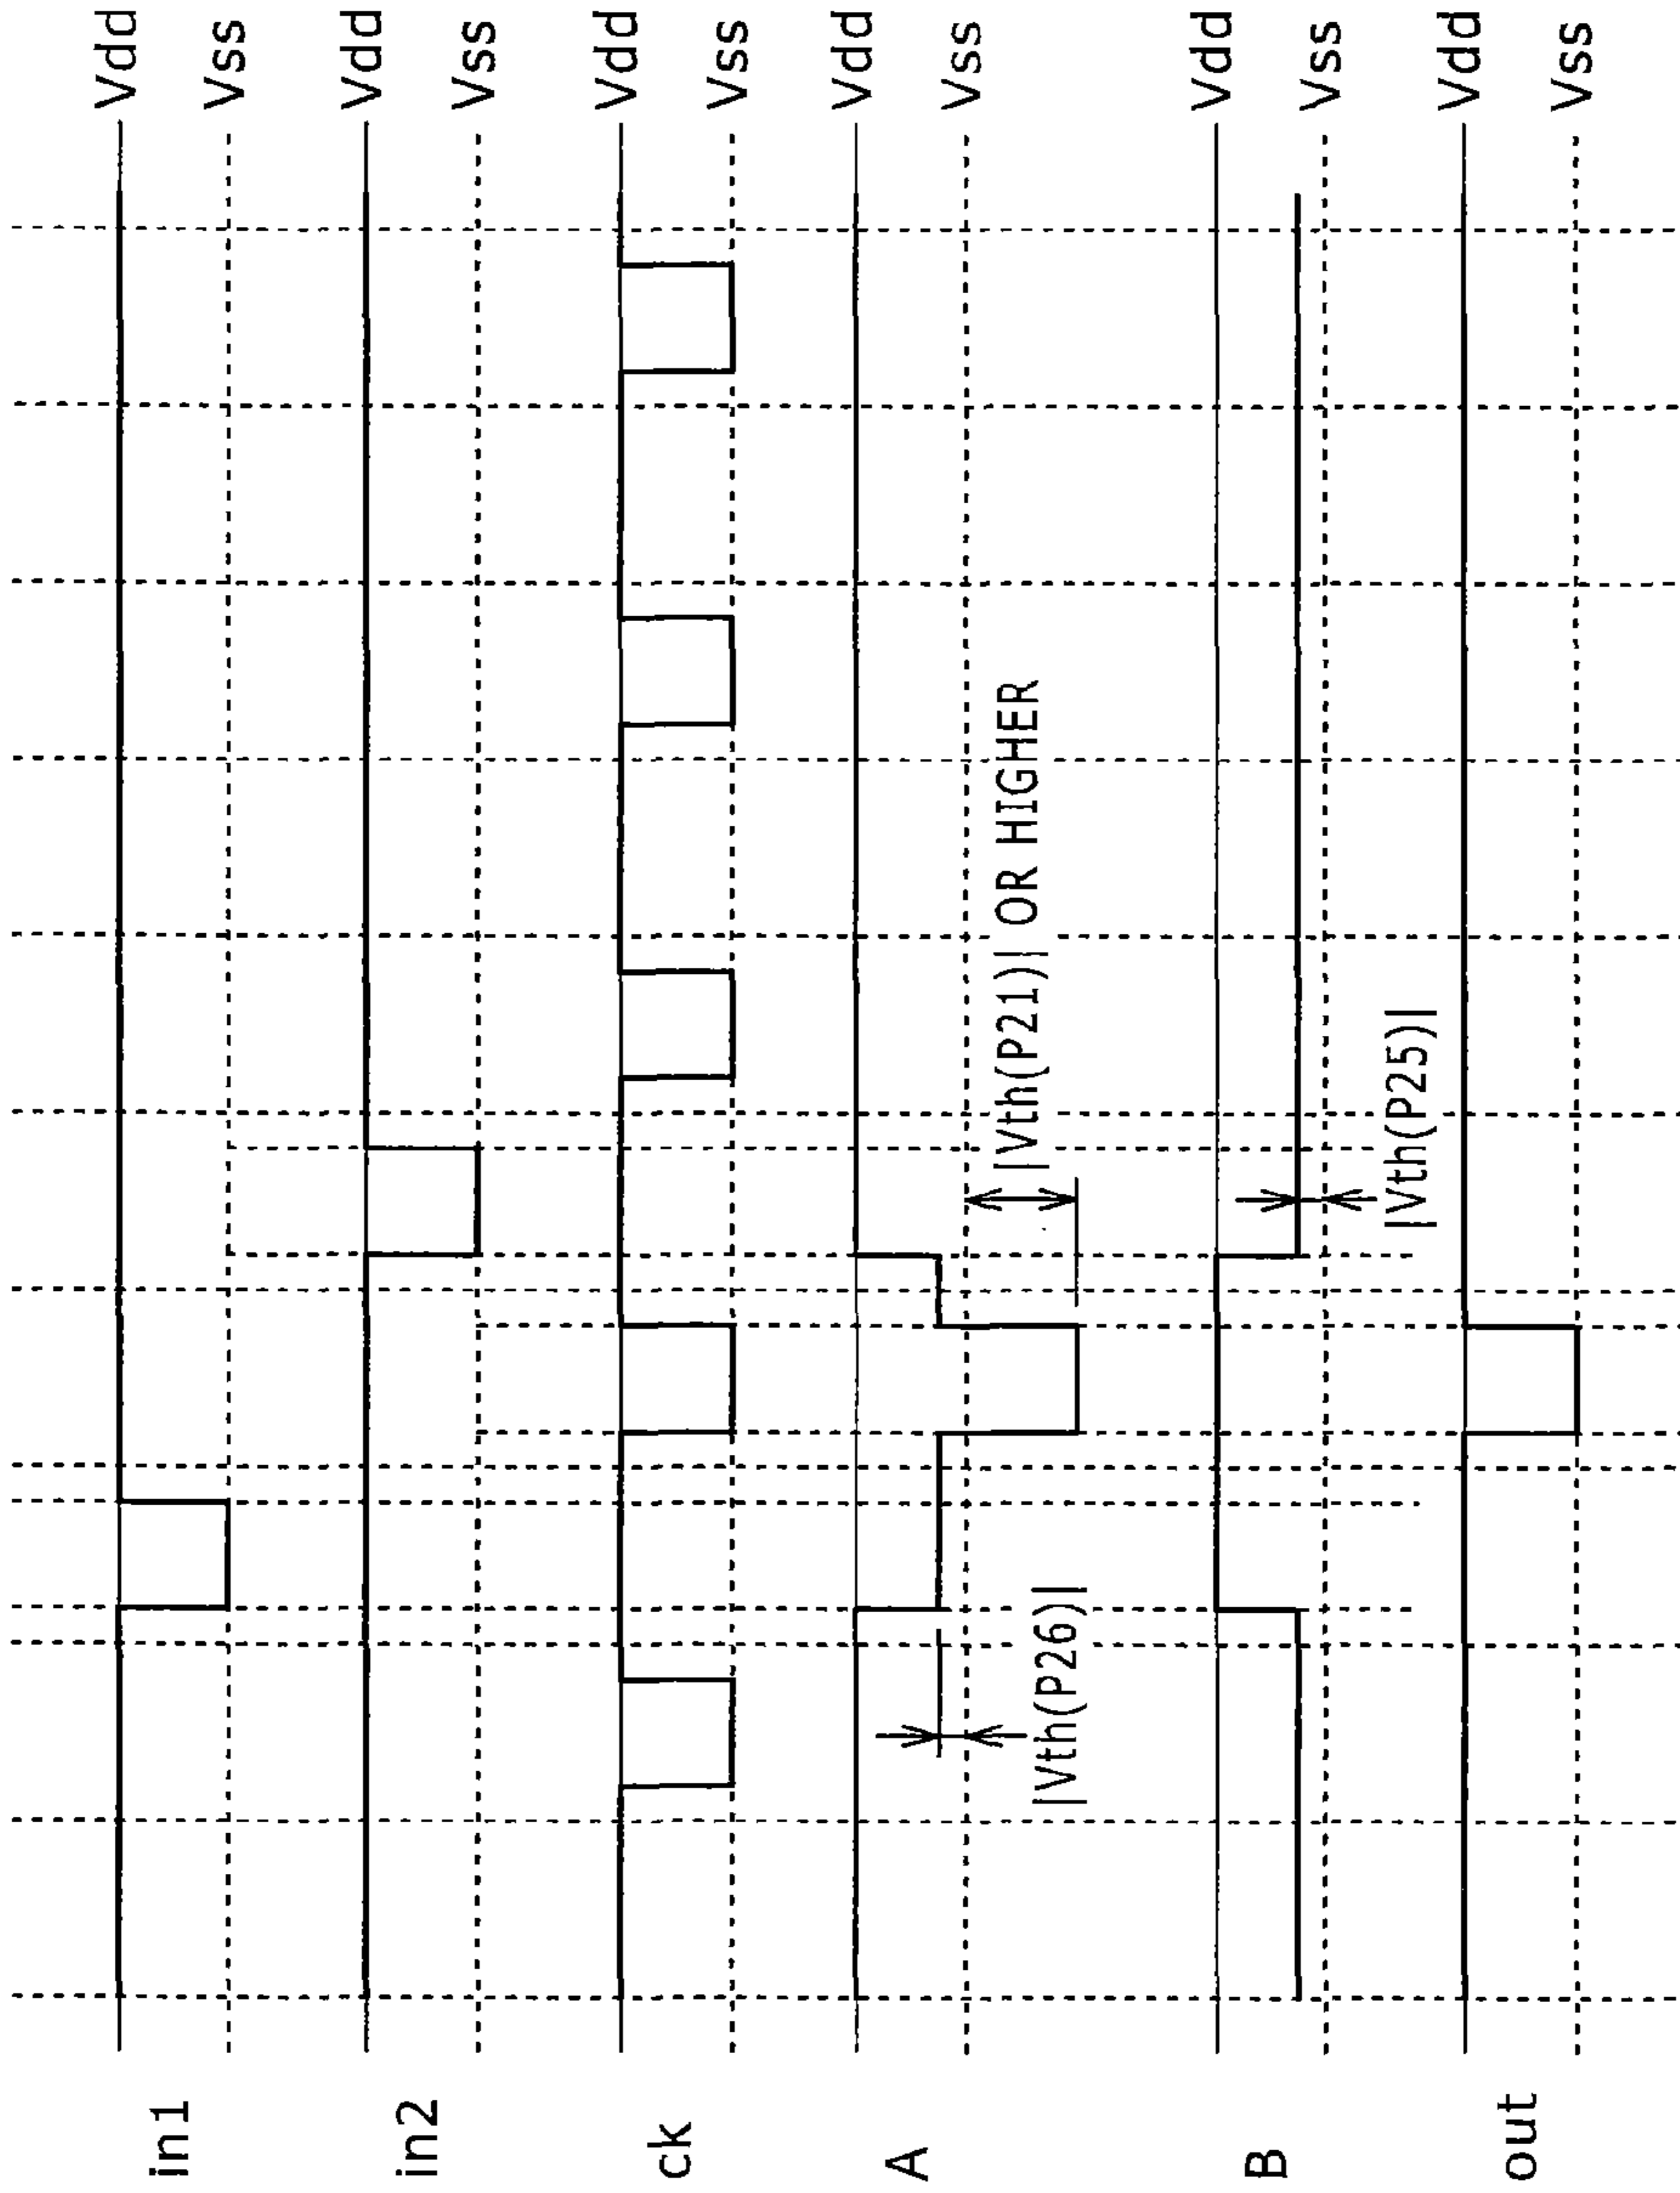 in1
Vdd
Vss
in2
Vdd
Vss
ck
Vdd
Vss
A
Vdd
Vss
|Vth(P26)|
|Vth(P21)| OR HIGHER
B
Vdd
Vss
|Vth(P25)|
out
Vdd
Vss